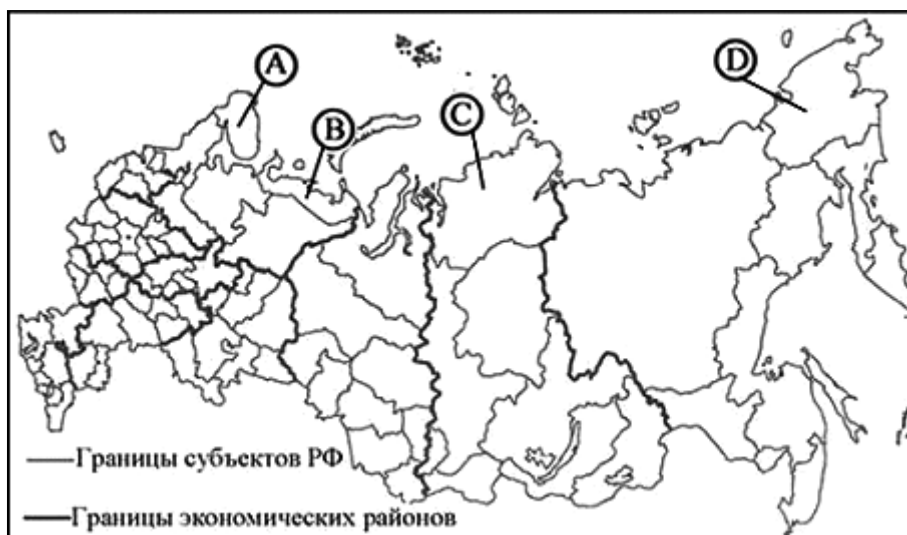 A
B
C
D
Границы субъектов РФ
Границы экономических районов